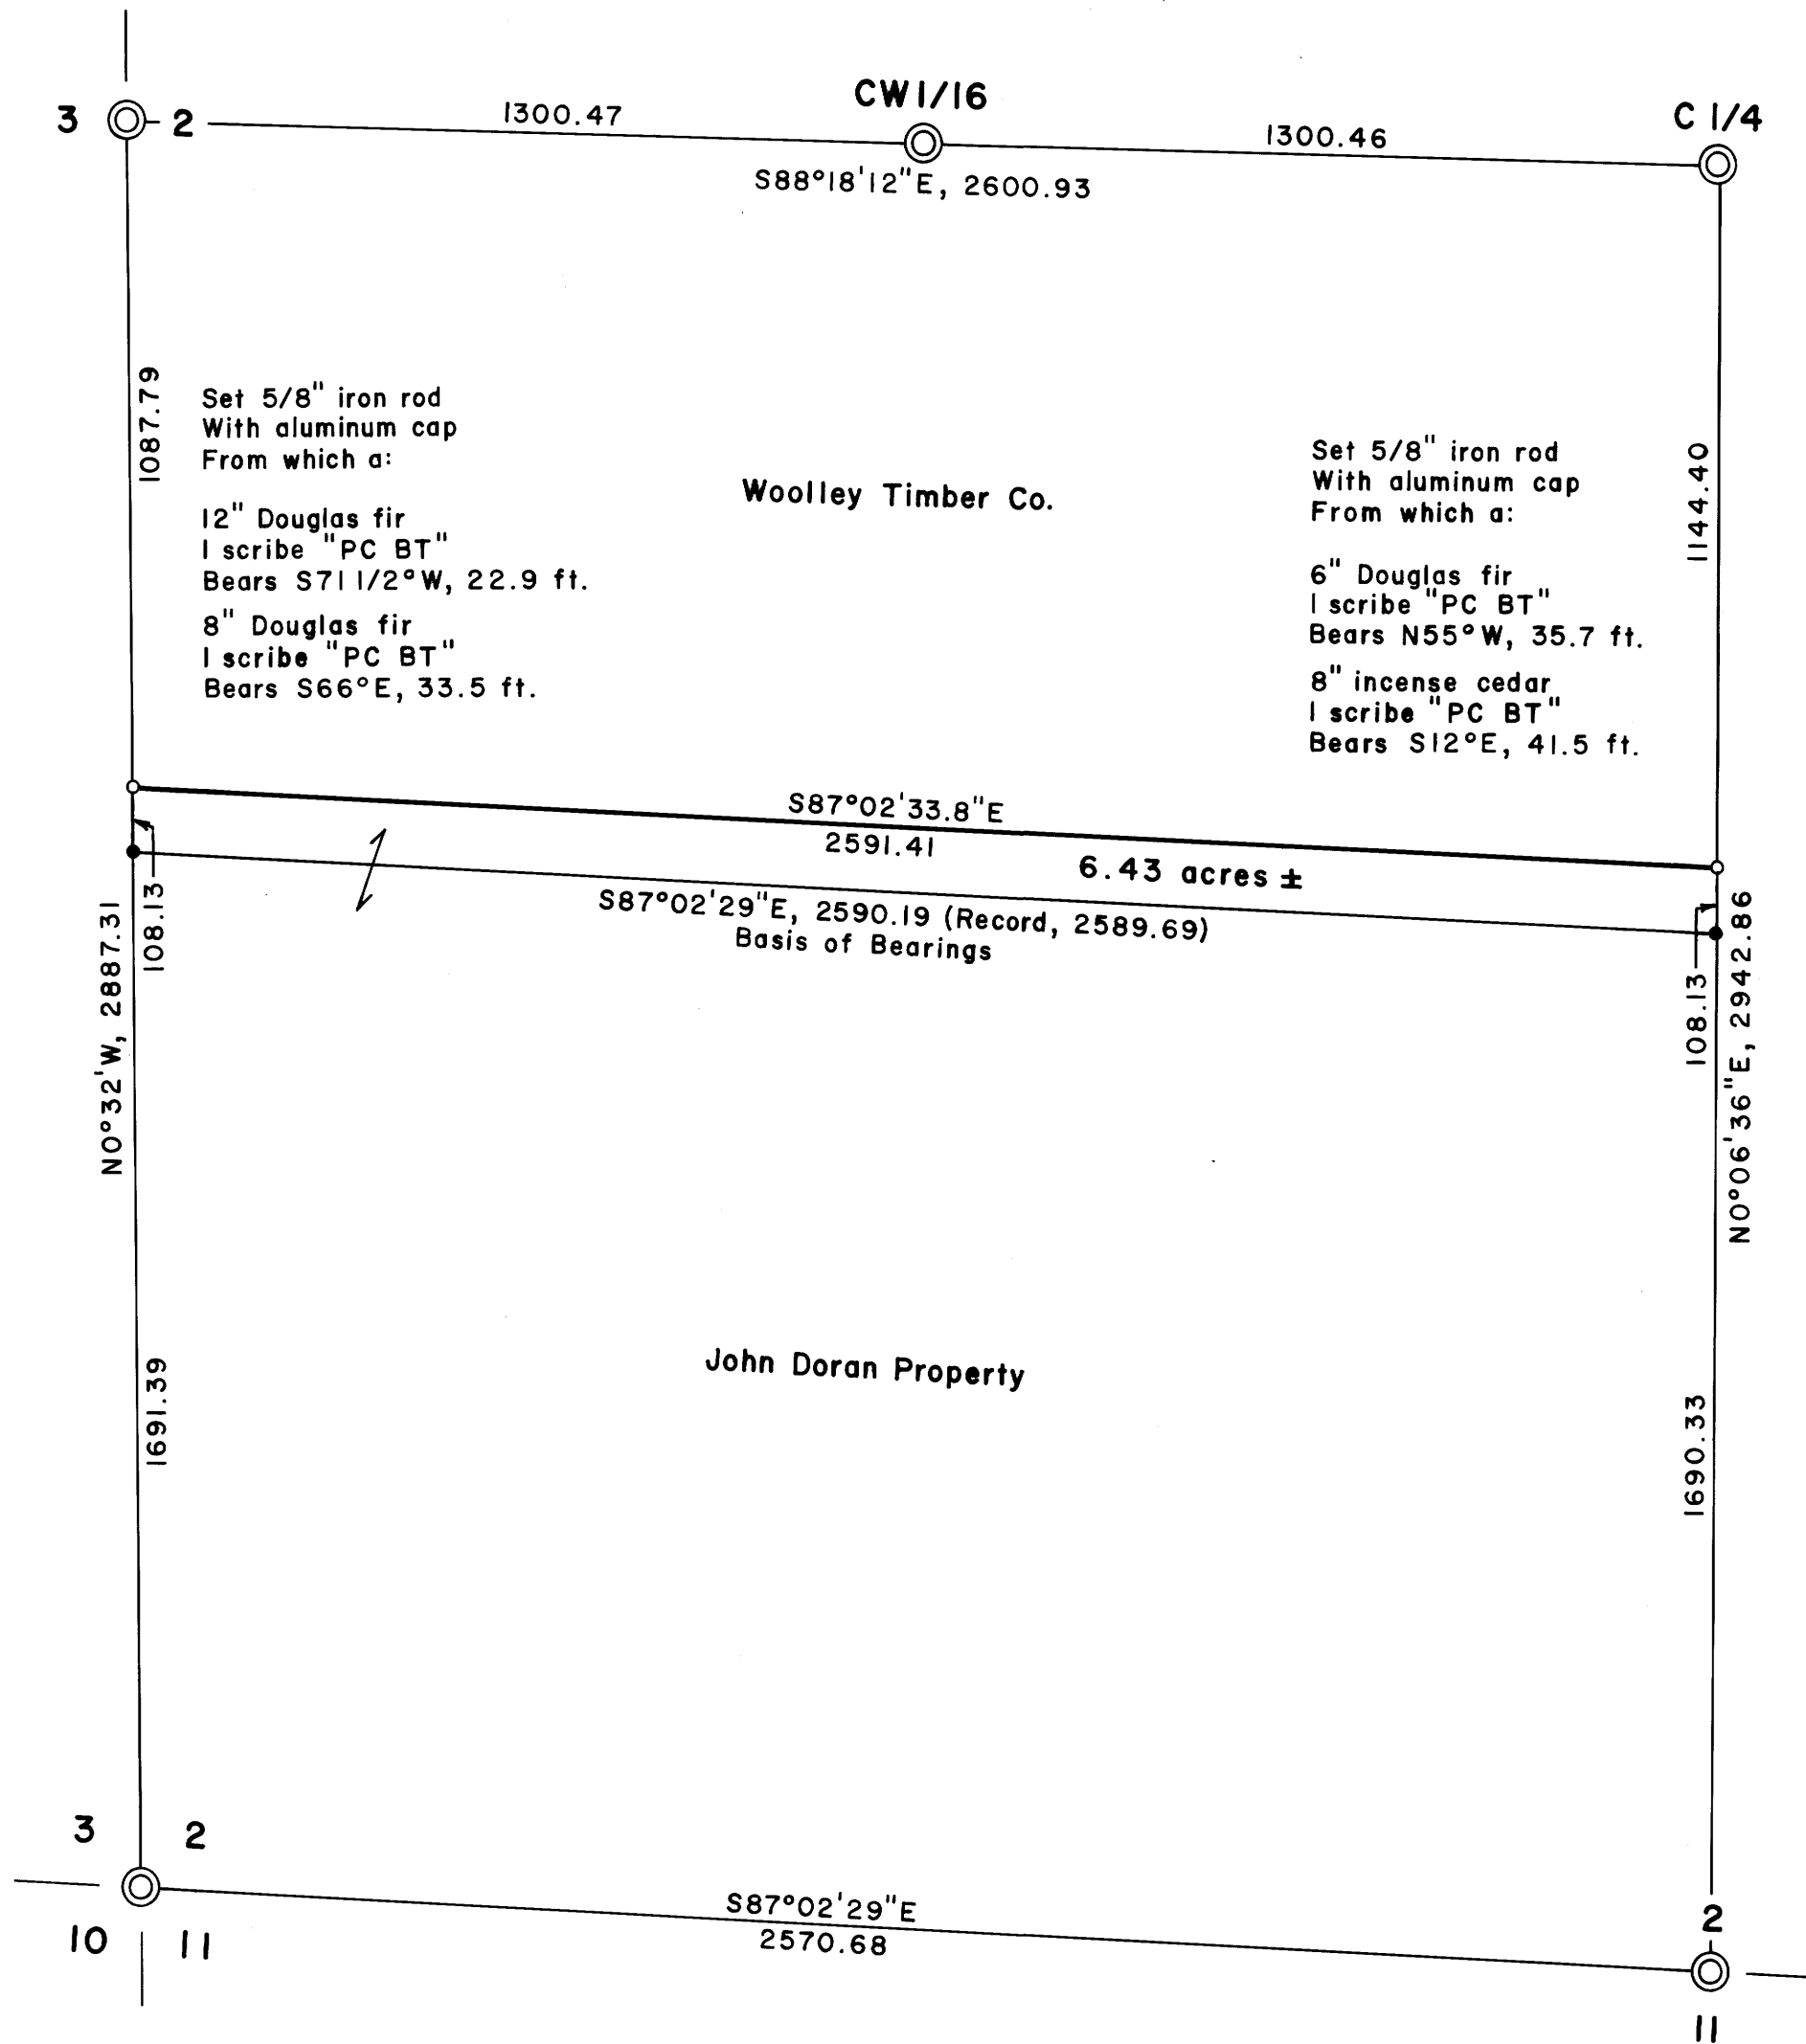 3 2 1300.47 CW1/16 1300.46 C 1/4
S88°18'12"E, 2600.93
1087.79
Set 5/8" iron rod
With aluminum cap
From which a:
12" Douglas fir
I scribe "PC BT"
Bears S71 1/2°W, 22.9 ft.
8" Douglas fir
I scribe "PC BT"
Bears S66°E, 33.5 ft.
Woolley Timber Co.
Set 5/8" iron rod
With aluminum cap
From which a:
6" Douglas fir
I scribe "PC BT"
Bears N55°W, 35.7 ft.
8" incense cedar
I scribe "PC BT"
Bears S12°E, 41.5 ft.
1144.40
S87°02'33.8"E
2591.41
6.43 acres ±
S87°02'29"E, 2590.19 (Record, 2589.69)
Basis of Bearings
108.13
108.13
N0°32'W, 2887.31
N0°06'36"E, 2942.86
John Doran Property
1691.39
1690.33
3 2
10 11
S87°02'29"E
2570.68
2
11